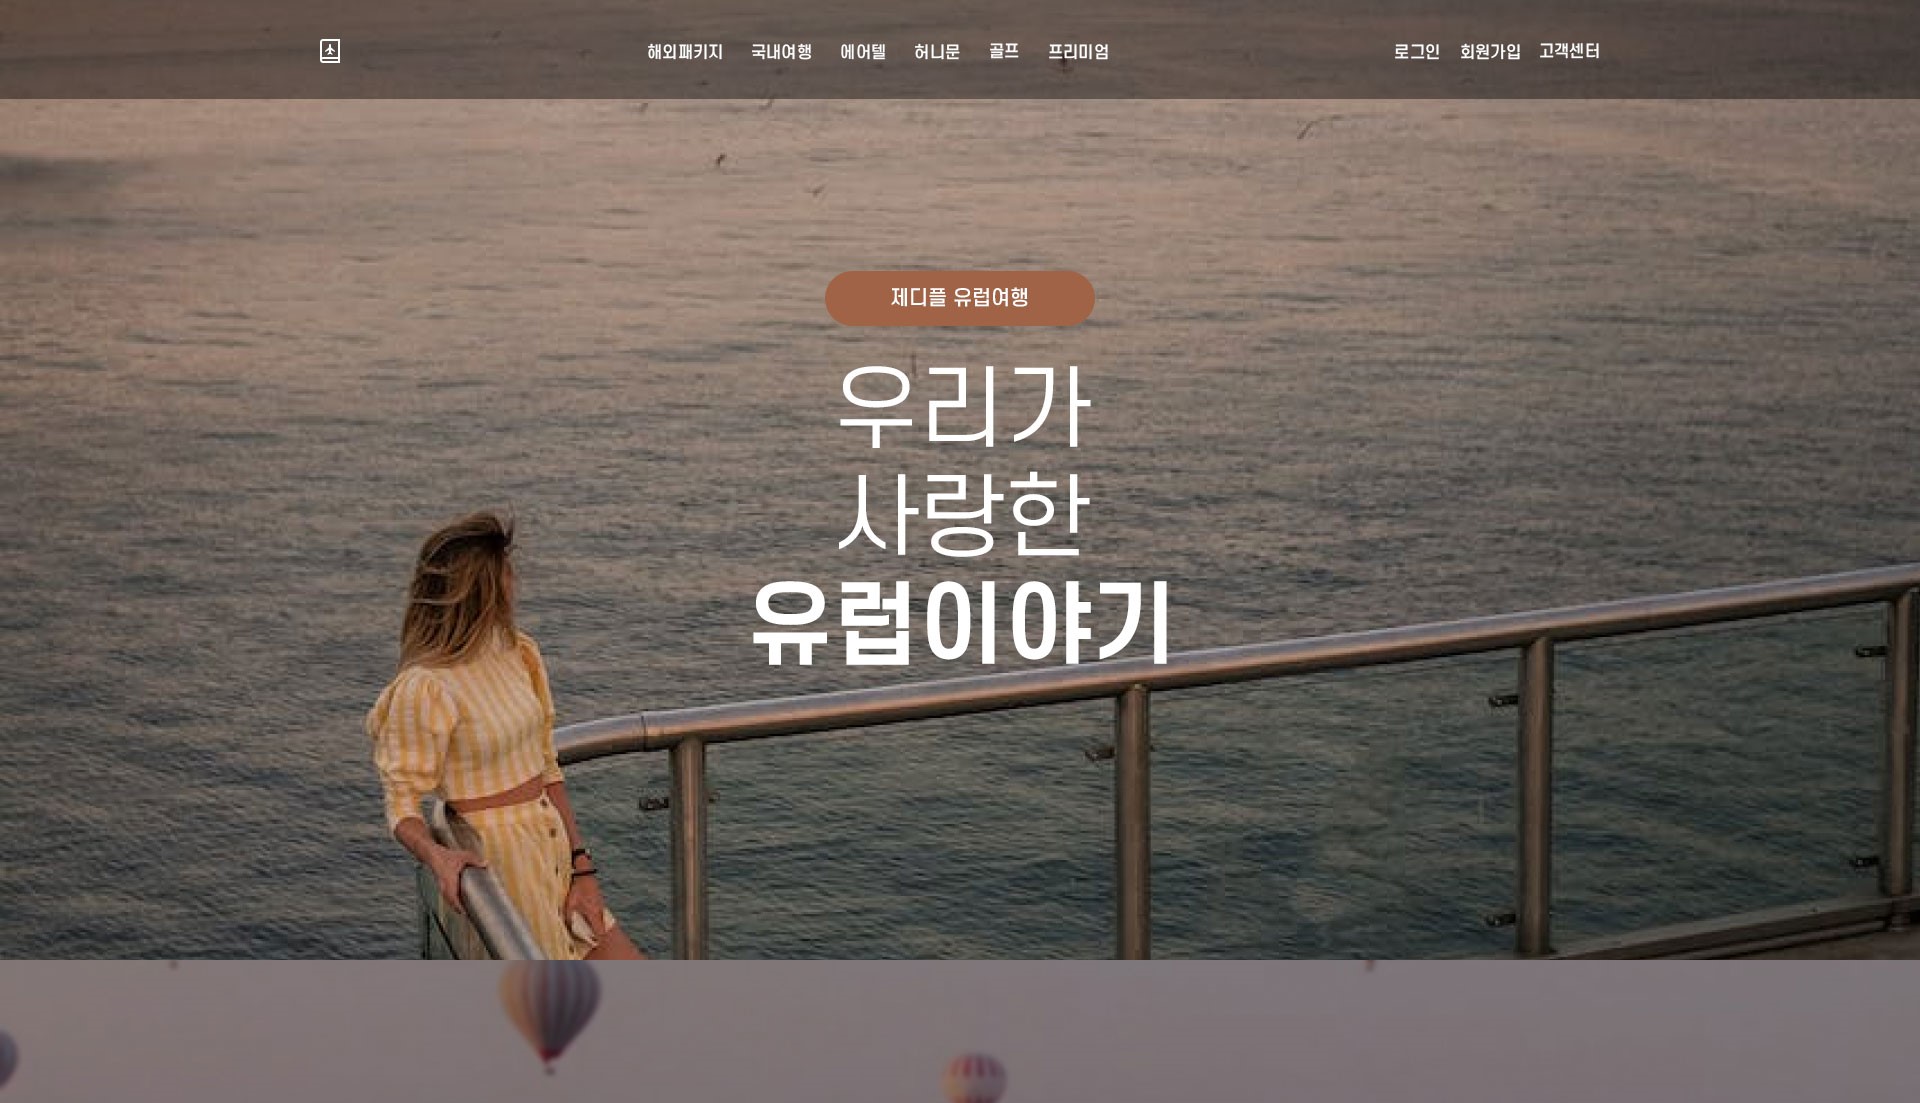 해외패키지 국내여행 에어텔 허니문 골프 프리미엄 로그인 회원가입 고객센터
제디플 유럽여행
우리가
사랑한
유럽이야기